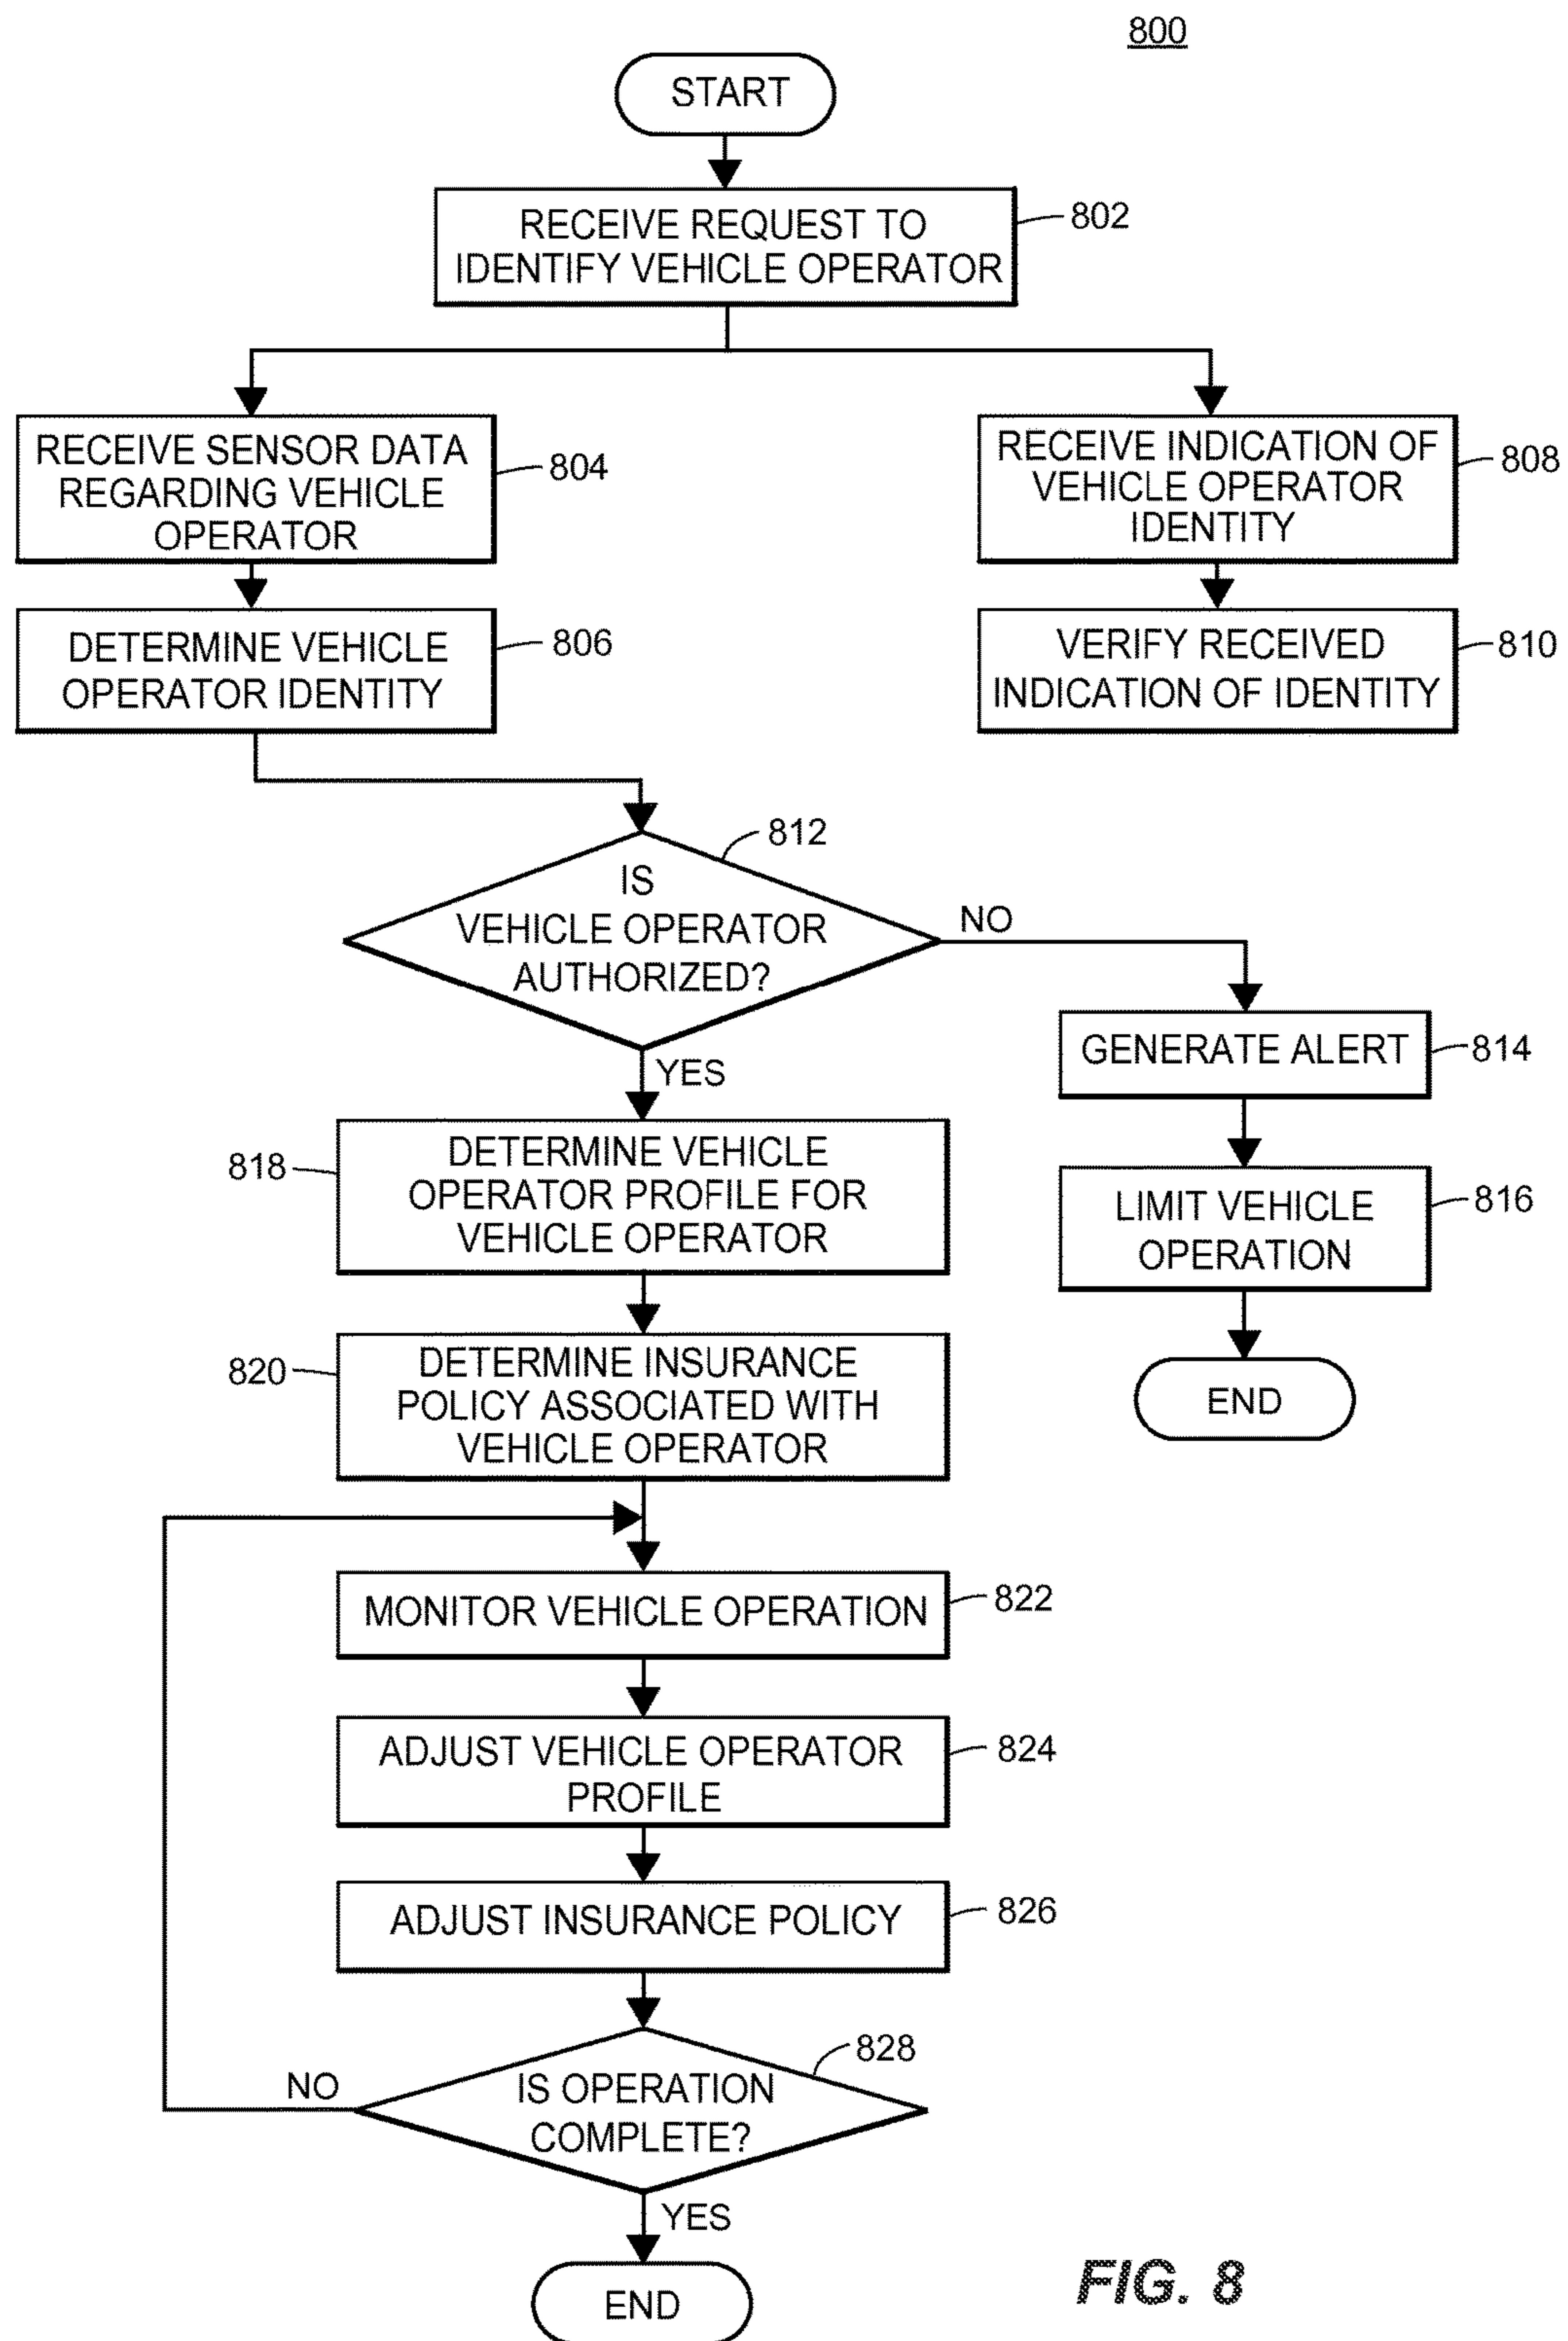 800
START
RECEIVE REQUEST TO
IDENTIFY VEHICLE OPERATOR
802
RECEIVE SENSOR DATA
REGARDING VEHICLE
OPERATOR
804
RECEIVE INDICATION OF
VEHICLE OPERATOR
IDENTITY
808
DETERMINE VEHICLE
OPERATOR IDENTITY
806
VERIFY RECEIVED
INDICATION OF IDENTITY
810
IS
VEHICLE OPERATOR
AUTHORIZED?
812
NO
YES
GENERATE ALERT
814
LIMIT VEHICLE
OPERATION
816
END
818
DETERMINE VEHICLE
OPERATOR PROFILE FOR
VEHICLE OPERATOR
820
DETERMINE INSURANCE
POLICY ASSOCIATED WITH
VEHICLE OPERATOR
MONITOR VEHICLE OPERATION
822
ADJUST VEHICLE OPERATOR
PROFILE
824
ADJUST INSURANCE POLICY
826
IS OPERATION
COMPLETE?
828
NO
YES
END
FIG. 8